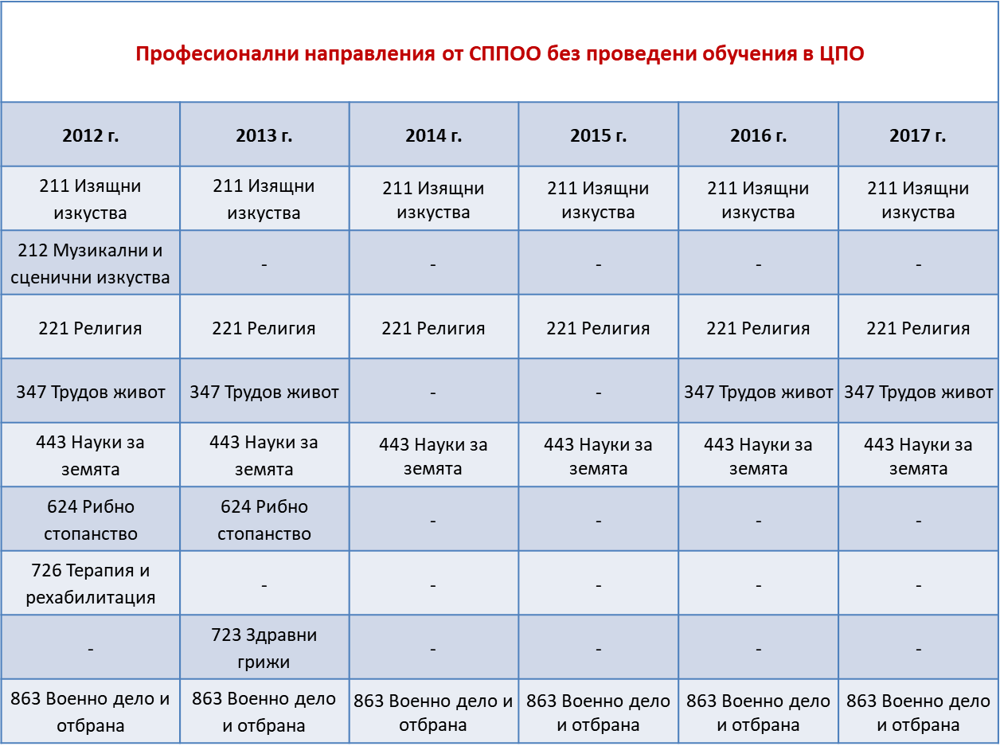 Професионални направления от СППОО без проведени обучения в ЦПО
2012 г. 2013 г. 2014 г. 2015 г. 2016 г. 2017 г.
211 Изящни 211 Изящни 211 Изящни 211 Изящни 211 Изящни 211 Изящни
изкуства изкуства изкуства изкуства изкуства изкуства
212 Музикални и
сценични изкуства - - - - -
221 Религия 221 Религия 221 Религия 221 Религия 221 Религия 221 Религия
347 Трудов живот 347 Трудов живот - - 347 Трудов живот 347 Трудов живот
443 Науки за 443 Науки за 443 Науки за 443 Науки за 443 Науки за 443 Науки за
земята земята земята земята земята земята
624 Рибно 624 Рибно
стопанство стопанство - - - -
726 Терапия и
рехабилитация - - - - -
- 723 Здравни - - - -
грижи
863 Военно дело и 863 Военно дело 863 Военно дело и 863 Военно дело 863 Военно дело 863 Военно дело
отбрана и отбрана отбрана и отбрана и отбрана и отбрана